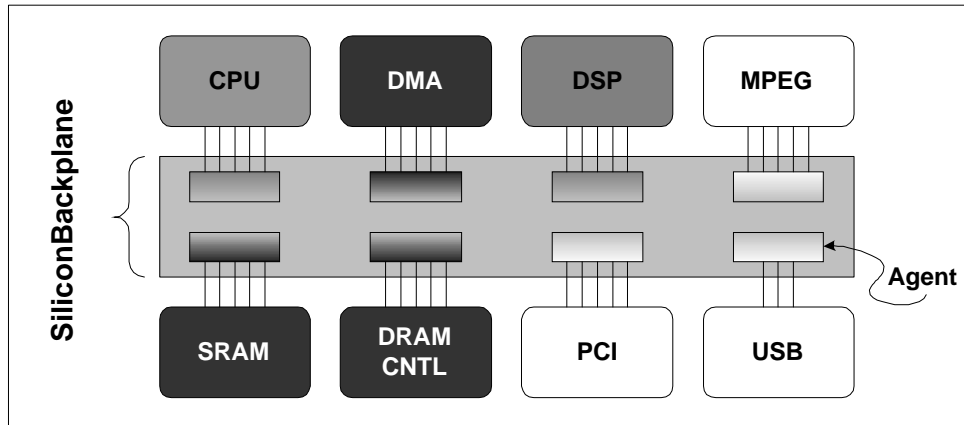 CPU
DMA
DSP
MPEG
SiliconBackplane
Agent
SRAM
DRAM
CNTL
PCI
USB